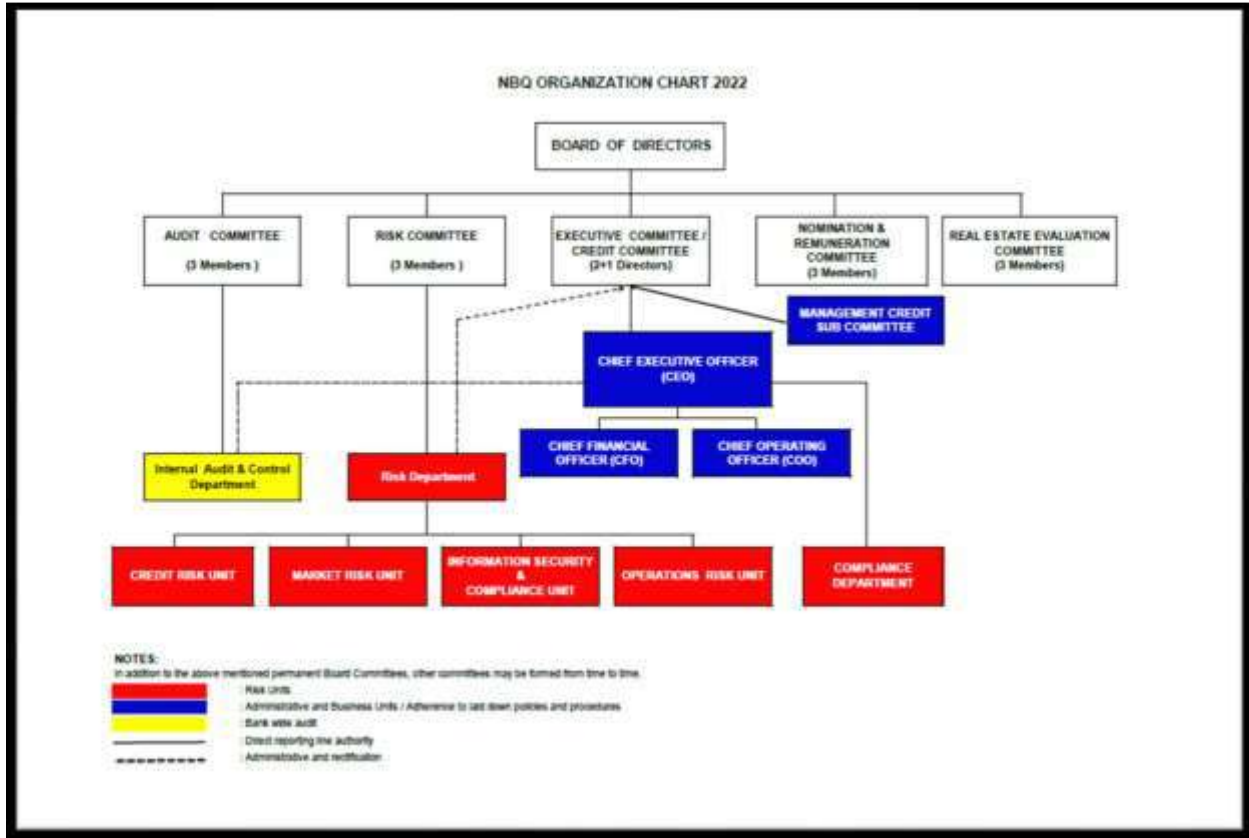 NBQ ORGANIZATION CHART 2022
BOARD OF DIRECTORS
AUDIT COMMITTEE
(3 Members )
RISK COMMITTEE
(3 Members )
EXECUTIVE COMMITTEE /
CREDIT COMMITTEE
(2+1 Directors)
NOMINATION &
REMUNERATION
COMMITTEE
(3 Members)
REAL ESTATE EVALUATION
COMMITTEE
(3 Members)
MANAGEMENT CREDIT
SUB COMMITTEE
CHIEF EXECUTIVE OFFICER
(CEO)
CHIEF FINANCIAL
OFFICER (CFO)
CHIEF OPERATING
OFFICER (COO)
Internal Audit & Control
Department
Risk Department
CREDIT RISK UNIT
MARKET RISK UNIT
INFORMATION SECURITY
&
COMPLIANCE UNIT
OPERATIONS RISK UNIT
COMPLIANCE
DEPARTMENT
NOTES:
In addition to the above mentioned permanent Board Committees, other committees may be formed from time to time.
: Risk Units
: Administrative and Business Units / Adherence to laid down policies and procedures
: Bank wide audit
: Direct reporting line authority
: Administrative and rectification